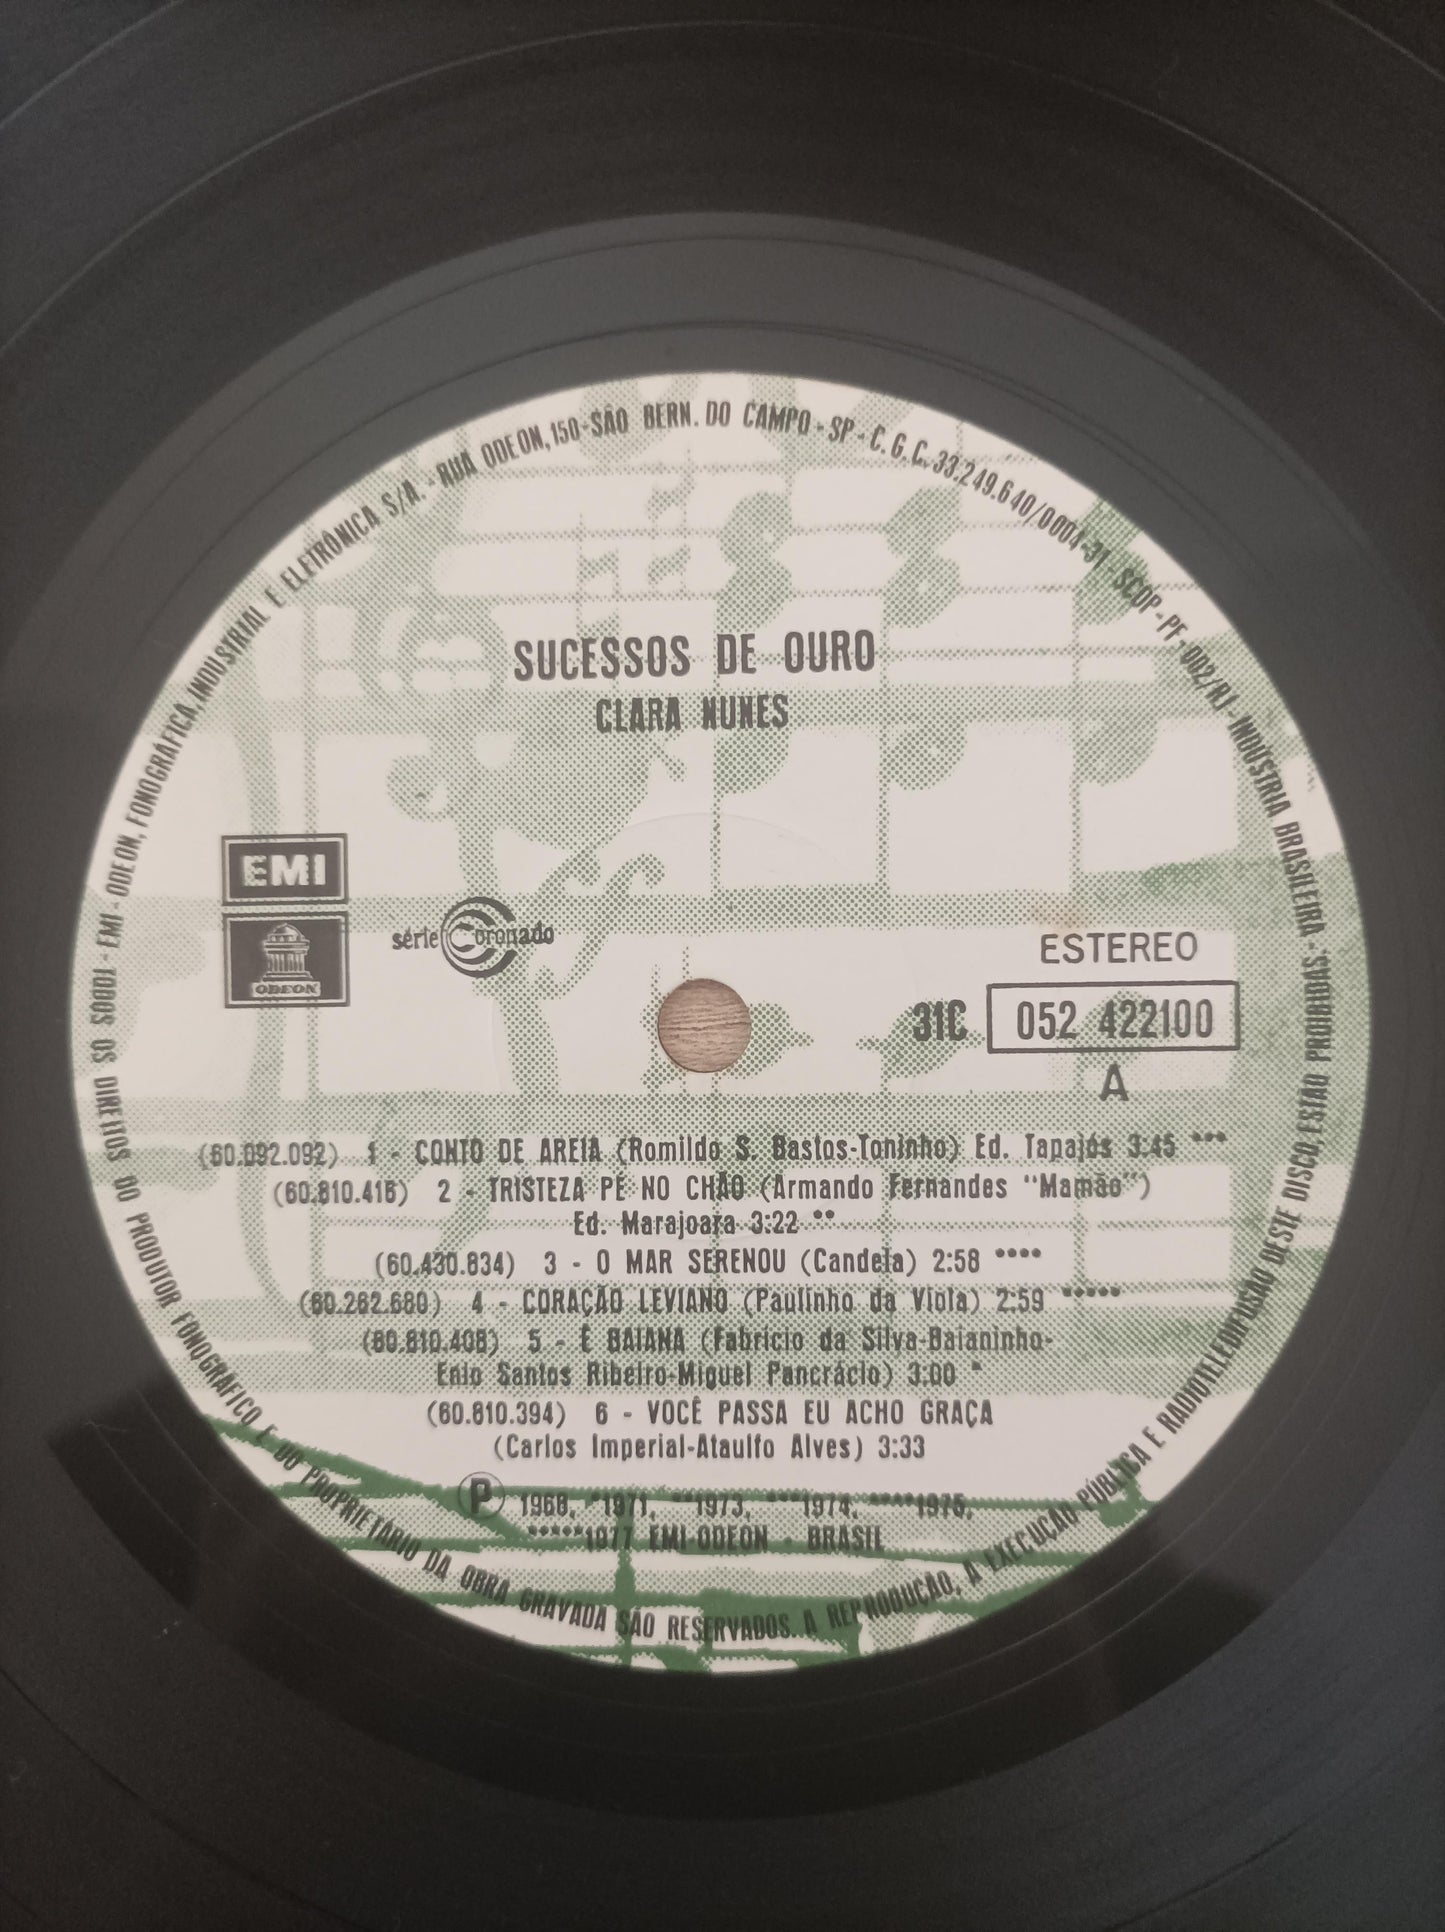 EMI-ODEON, FONOGRÁFICA, INDUSTRYAL E ELETRÔNICA S/A. - RUA ODEON, 150-SÃO BERN. DO CAMPO - SP - C.G.C. 33.249.640/0004-31 - SCDP-PF-002/RJ - INDÚSTRIA BRASILEIRA -
TODOS OS DIREITOS DO PRODUTOR FONOGRÁFICO E DO PROPRIETÁRIO DA OBRA GRAVADA SÃO RESERVADOS. A REPRODUÇÃO, A EXECUÇÃO PÚBLICA E RADIOTELEDIFUSÃO DESTE DISCO, ESTÃO PROIBIDAS.
SUCESSOS DE OURO
CLARA NUNES
EMI
ODEON
série Coronado
ESTEREO
31C 052 422100
A
(60.092.092) 1 - CONTO DE AREIA (Romildo S. Bastos-Toninho) Ed. Tapajós 3:45 ***
(60.810.416) 2 - TRISTEZA PÉ NO CHÃO (Armando Fernandes "Mamão")
Ed. Marajoara 3:22 **
(60.430.834) 3 - O MAR SERENOU (Candeia) 2:58 ****
(60.262.680) 4 - CORAÇÃO LEVIANO (Paulinho da Viola) 2:59 *****
(60.810.408) 5 - É BAIANA (Fabrício da Silva-Baianinho-
Enio Santos Ribeiro-Miguel Pancrácio) 3:00 *
(60.810.394) 6 - VOCÊ PASSA EU ACHO GRAÇA
(Carlos Imperial-Ataulfo Alves) 3:33
Ⓟ 1968, *1971, **1973, ***1974, ****1975,
*****1977 EMI-ODEON - BRASIL